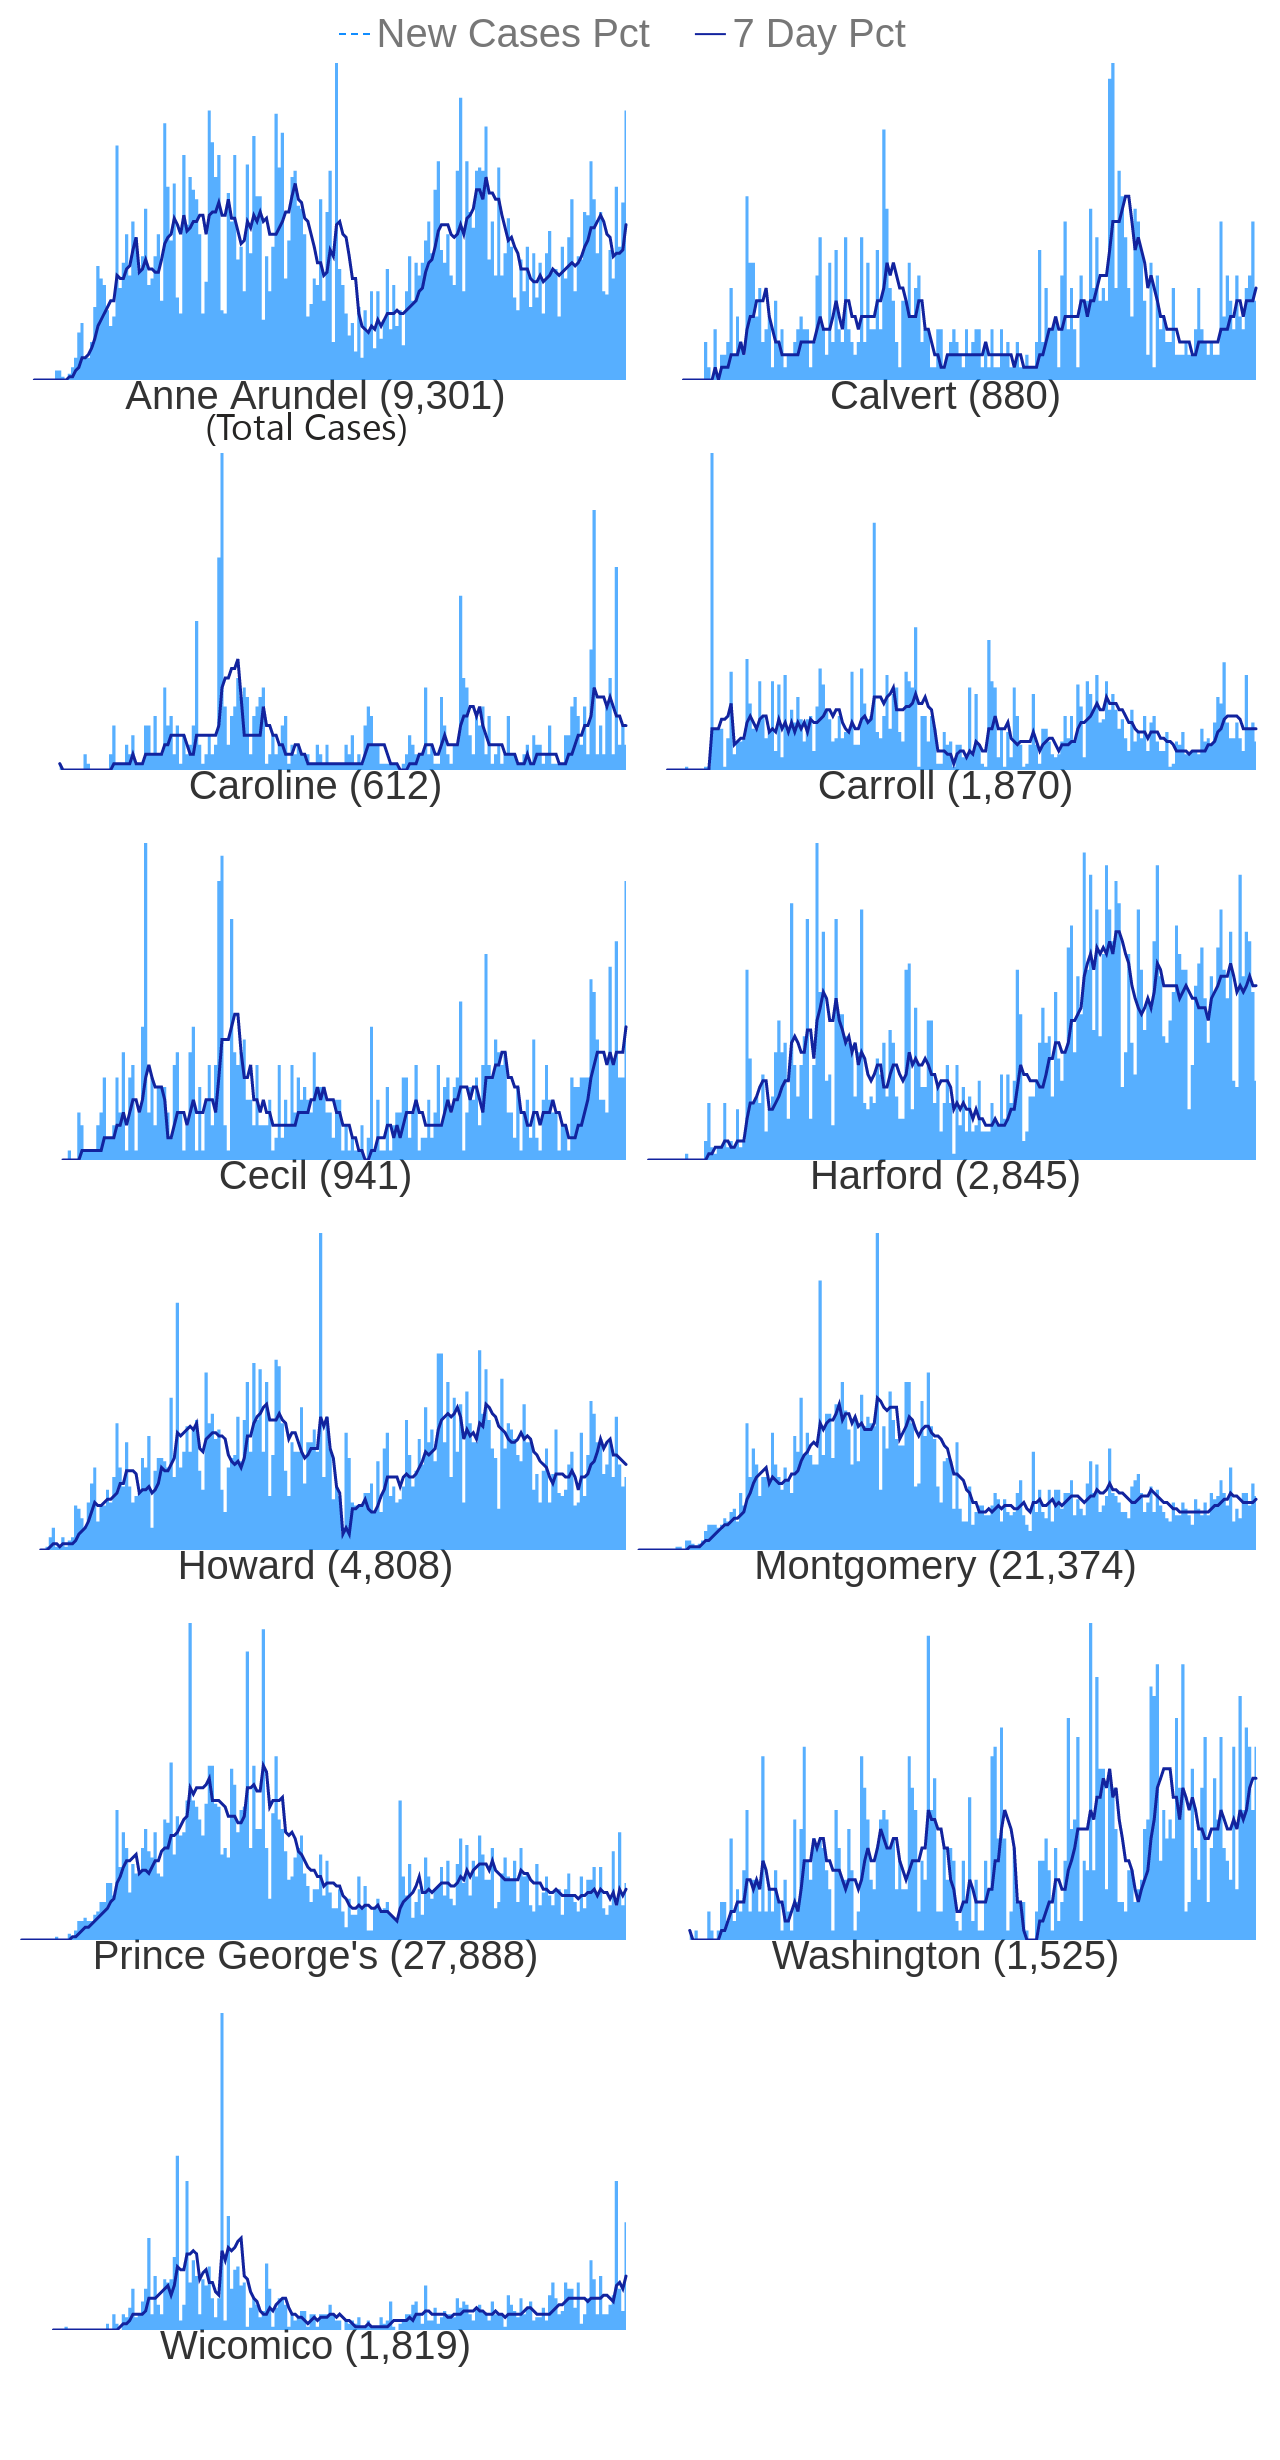 New Cases Pct 7 Day Pct
Anne Arundel (9,301) Calvert (880)
(Total Cases)
Caroline (612) Carroll (1,870)
Cecil (941) Harford (2,845)
Howard (4,808) Montgomery (21,374)
Prince George's (27,888) Washington (1,525)
Wicomico (1,819)